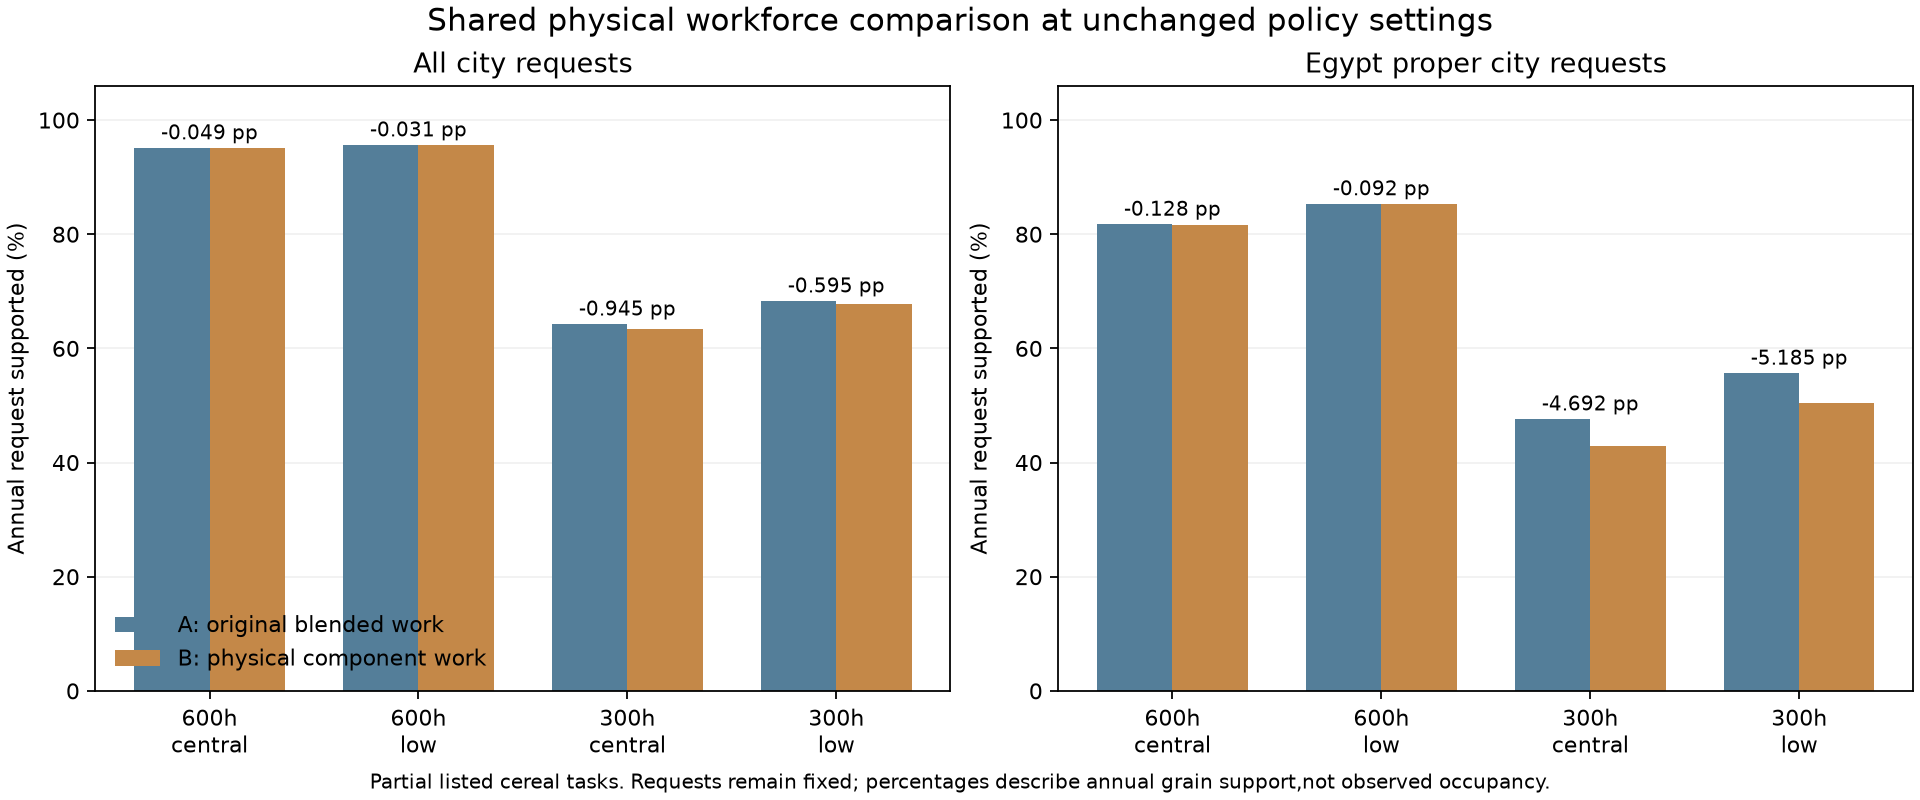 Shared physical workforce comparison at unchanged policy settings
All city requests
Annual request supported (%)
100
80
60
40
20
0
-0.049 pp
-0.031 pp
-0.945 pp
-0.595 pp
A: original blended work
B: physical component work
600h
central
600h
low
300h
central
300h
low
Egypt proper city requests
Annual request supported (%)
100
80
60
40
20
0
-0.128 pp
-0.092 pp
-4.692 pp
-5.185 pp
600h
central
600h
low
300h
central
300h
low
Partial listed cereal tasks. Requests remain fixed; percentages describe annual grain support,not observed occupancy.